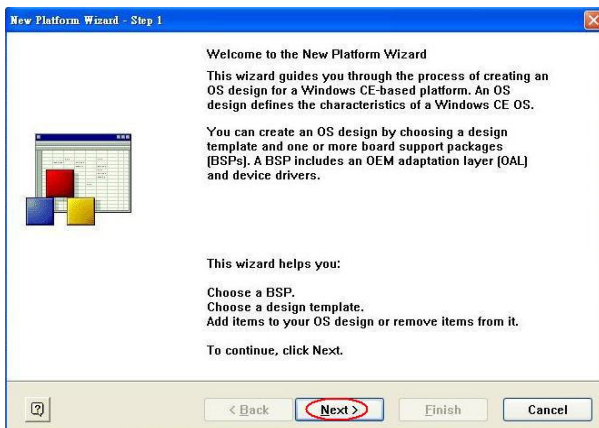 New Platform Wizard - Step 1
Welcome to the New Platform Wizard
This wizard guides you through the process of creating an
OS design for a Windows CE-based platform. An OS
design defines the characteristics of a Windows CE OS.
You can create an OS design by choosing a design
template and one or more board support packages
(BSPs). A BSP includes an OEM adaptation layer (OAL)
and device drivers.
This wizard helps you:
Choose a BSP.
Choose a design template.
Add items to your OS design or remove items from it.
To continue, click Next.
?
< Back
Next >
Finish
Cancel